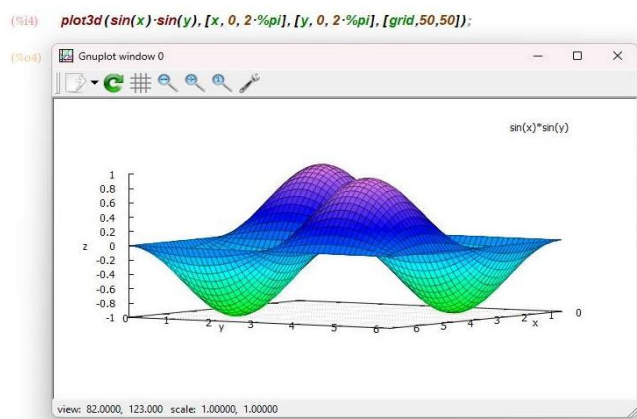 (%i4) plot3d(sin(x)·sin(y),[x, 0, 2·%pi],[y, 0, 2·%pi],[grid,50,50]);
(%o4)
Gnuplot window 0
sin(x)*sin(y)
1
0.8
0.6
0.4
0.2
z 0
-0.2
-0.4
-0.6
-0.8
-1 0 1 2 y 3 4 5 6 6 5 4 3 2 x 1 0
view: 82.0000, 123.000 scale: 1.00000, 1.00000